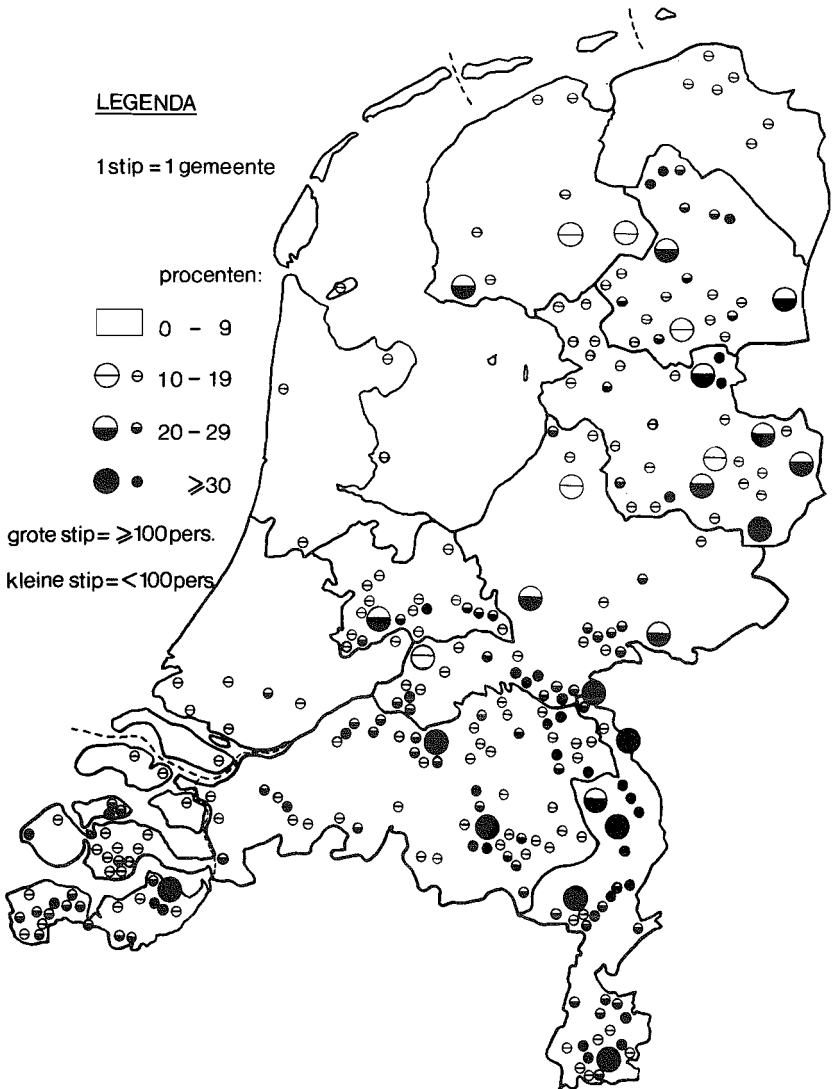 LEGENDA
1 stip = 1 gemeente
procenten:
0 - 9
10 - 19
20 - 29
⩾30
grote stip = ⩾100 pers.
kleine stip = <100 pers.